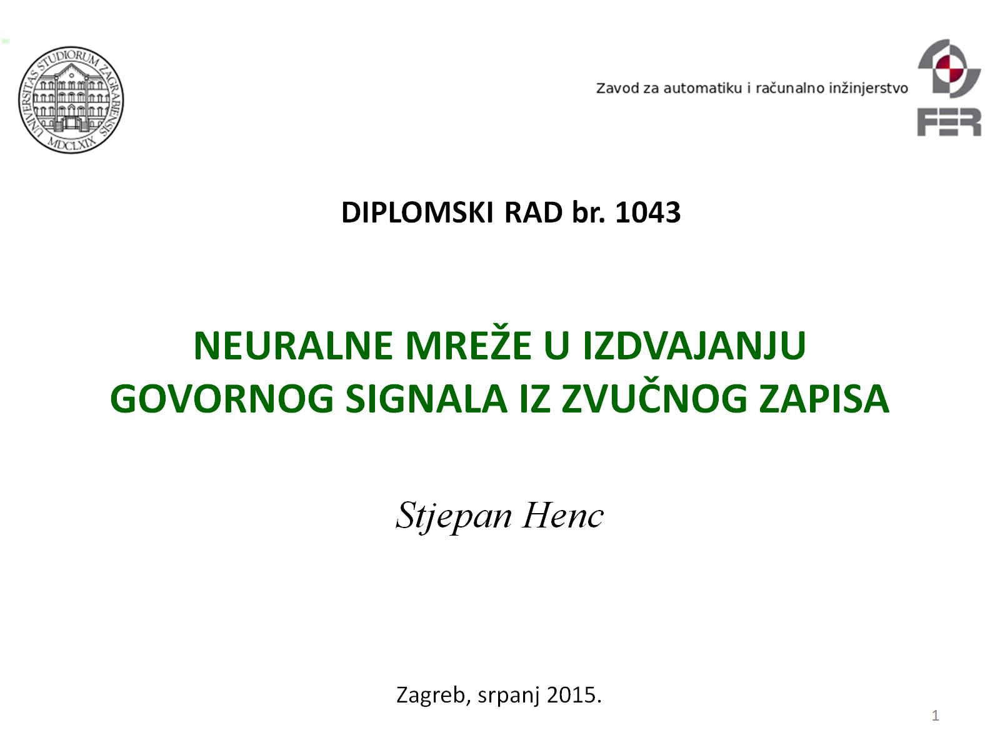 UNIVERSITAS STUDIORUM ZAGRABIENSIS
MDCLXIX
Zavod za automatiku i računalno inžinjerstvo
FER
DIPLOMSKI RAD br. 1043
NEURALNE MREŽE U IZDVAJANJU
GOVORNOG SIGNALA IZ ZVUČNOG ZAPISA
Stjepan Henc
Zagreb, srpanj 2015.
1